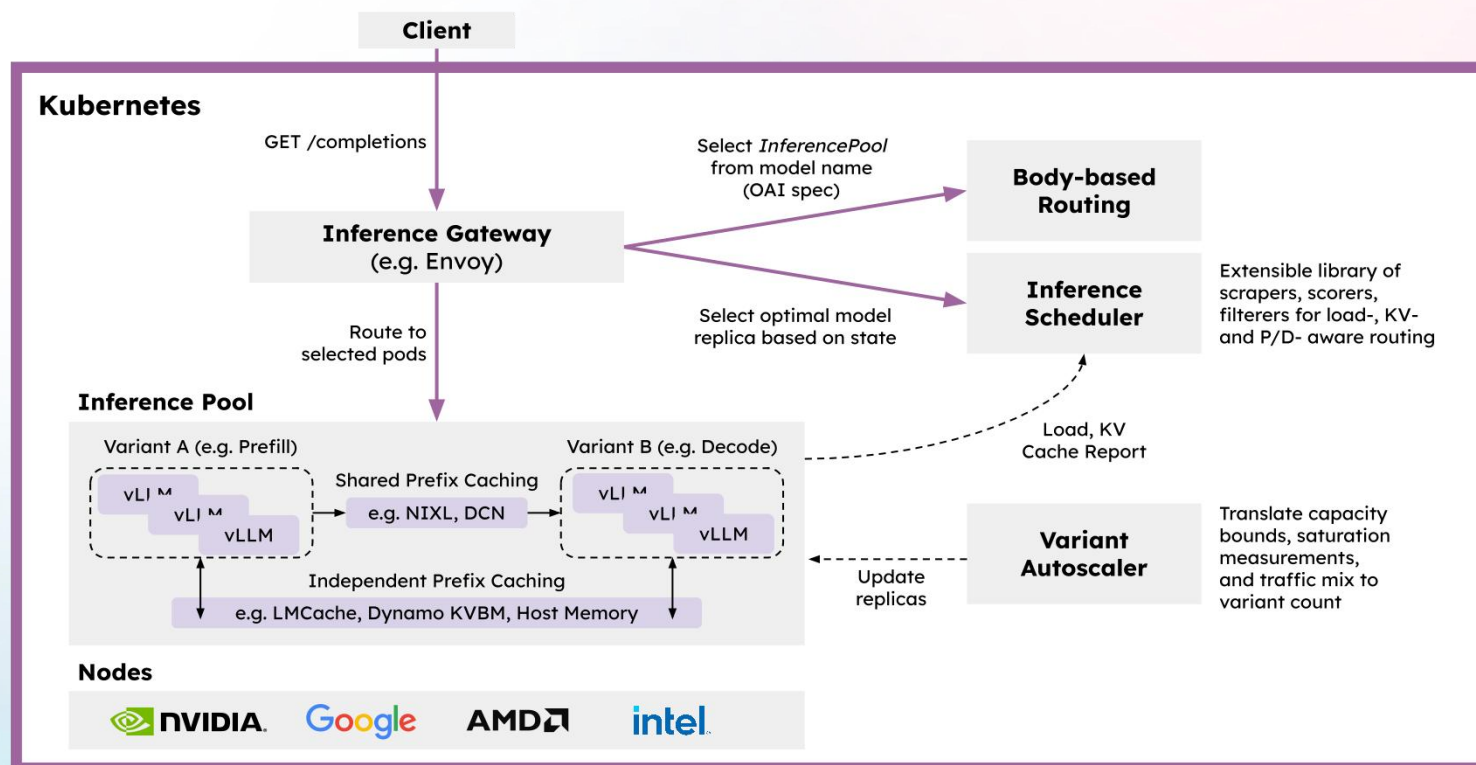 Client
Kubernetes
GET /completions
Select InferencePool
from model name
(OAI spec)
Body-based
Routing
Inference Gateway
(e.g. Envoy)
Inference
Scheduler
Extensible library of
scrapers, scorers,
filterers for load-, KV-
and P/D- aware routing
Select optimal model
replica based on state
Route to
selected pods
Inference Pool
Variant A (e.g. Prefill)
vLLM
vLLM
vLLM
Shared Prefix Caching
e.g. NIXL, DCN
Variant B (e.g. Decode)
vLLM
vLLM
vLLM
Independent Prefix Caching
e.g. LMCache, Dynamo KVBM, Host Memory
Load, KV
Cache Report
Update
replicas
Variant
Autoscaler
Translate capacity
bounds, saturation
measurements,
and traffic mix to
variant count
Nodes
NVIDIA.
Google
AMD
intel.